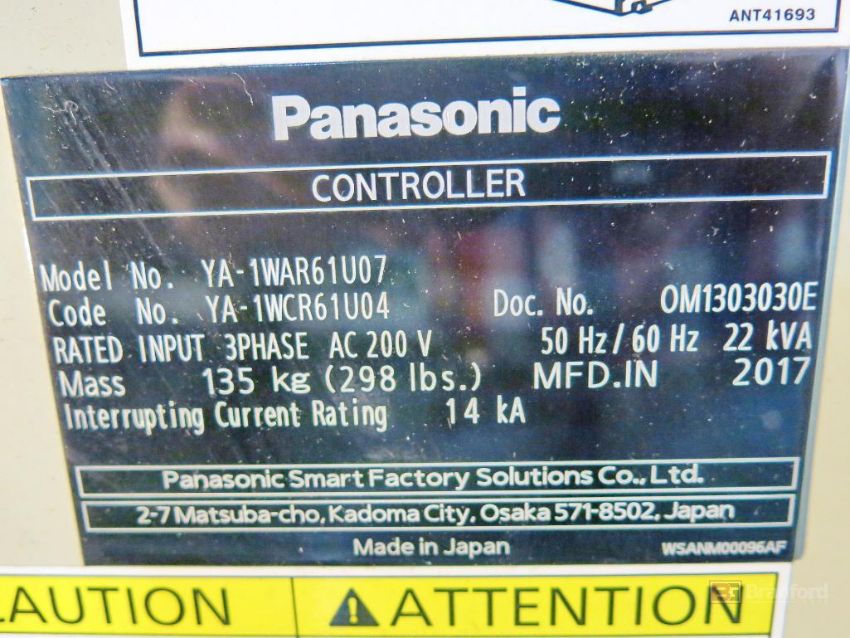 ANT41693
Panasonic
CONTROLLER
Model No. YA-1WAR61U07
Code No. YA-1WCR61U04 Doc. No. OM1303030E
RATED INPUT 3PHASE AC 200 V 50 Hz / 60 Hz 22 kVA
Mass 135 kg (298 lbs.) MFD.IN 2017
Interrupting Current Rating 14 kA
Panasonic Smart Factory Solutions Co., Ltd.
2-7 Matsuba-cho, Kadoma City, Osaka 571-8502, Japan
Made in Japan WSANM00096AF
CAUTION ATTENTION
Bradford